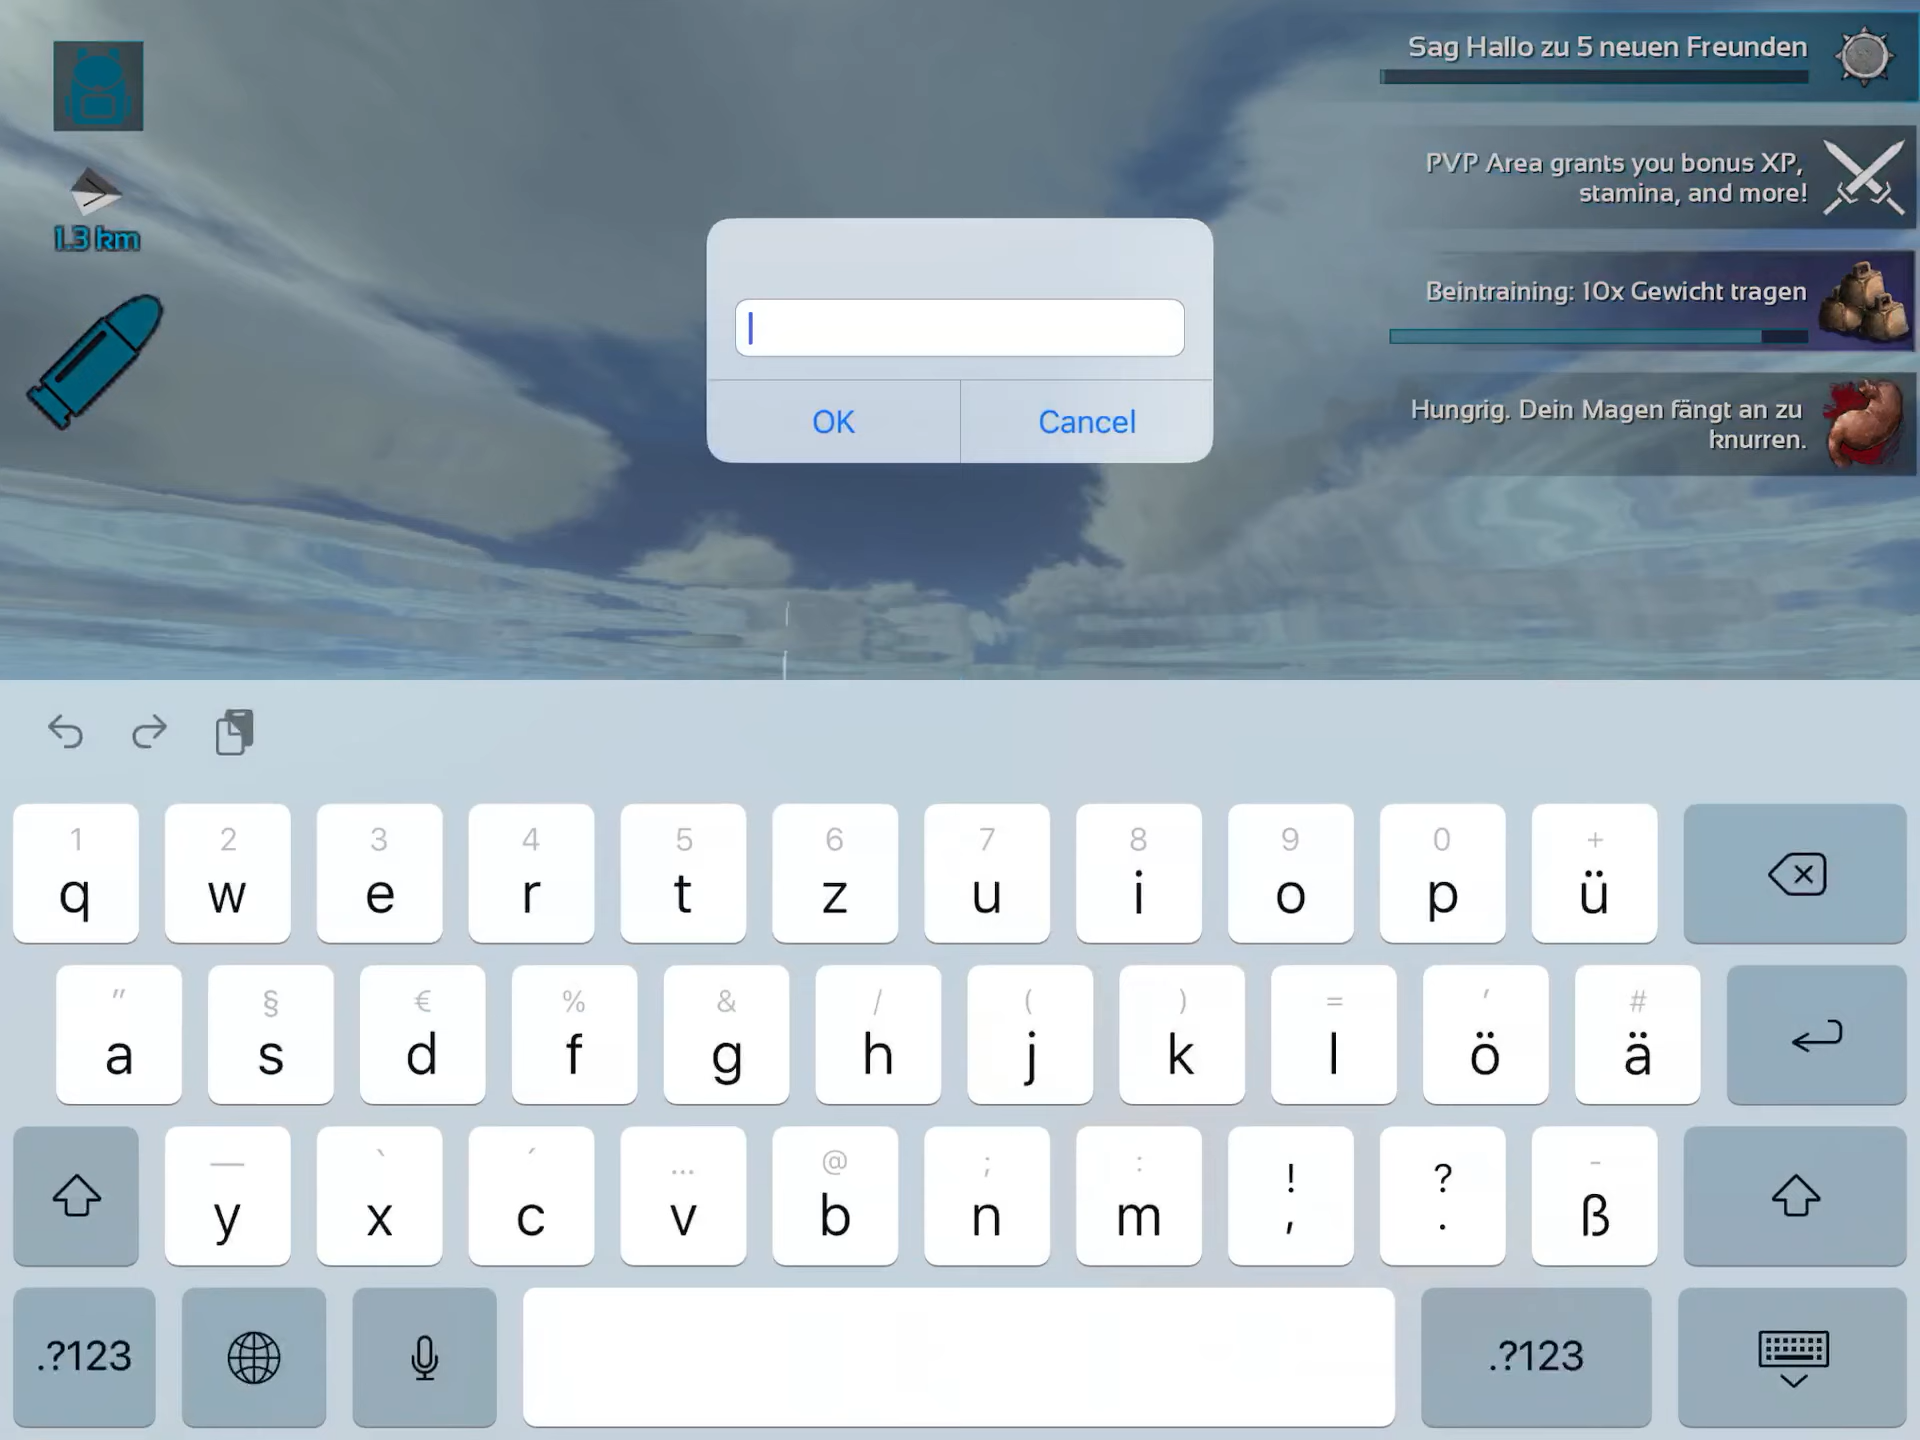 Sag Hallo zu 5 neuen Freunden
PVP Area grants you bonus XP,
stamina, and more!
1.3 km
Beintraining: 10x Gewicht tragen
Hungrig. Dein Magen fängt an zu
knurren.
OK Cancel
1 2 3 4 5 6 7 8 9 0 +
q w e r t z u i o p ü
" § € % & / ( ) = ' #
a s d f g h j k l ö ä
— ` ´ ... @ ; : ! ? -
y x c v b n m , . ß
.?123 .?123